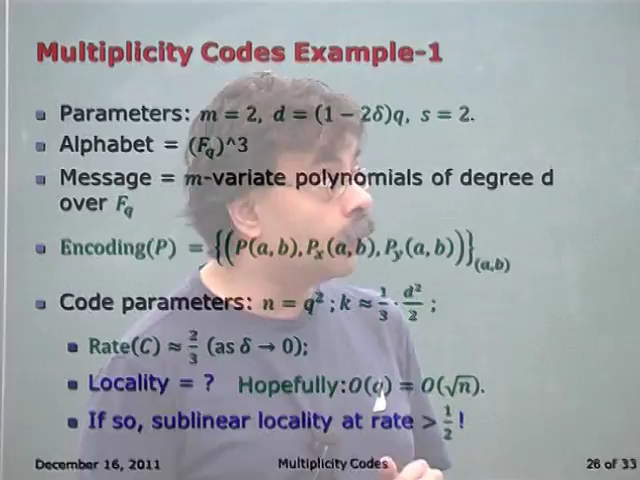 Multiplicity Codes Example-1
Parameters: m = 2, d = (1 − 2δ)q, s = 2.
Alphabet = (F_q)^3
Message = m-variate polynomials of degree d
over F_q
Encoding(P) = {(P(a, b), P_x(a, b), P_y(a, b))}_(a,b)
Code parameters: n = q²; k ≈ 1/3 · d²/2 ;
Rate(C) ≈ 2/3 (as δ → 0);
Locality = ? Hopefully: O(q) = O(√n).
If so, sublinear locality at rate > 1/2 !
December 16, 2011 Multiplicity Codes 26 of 33